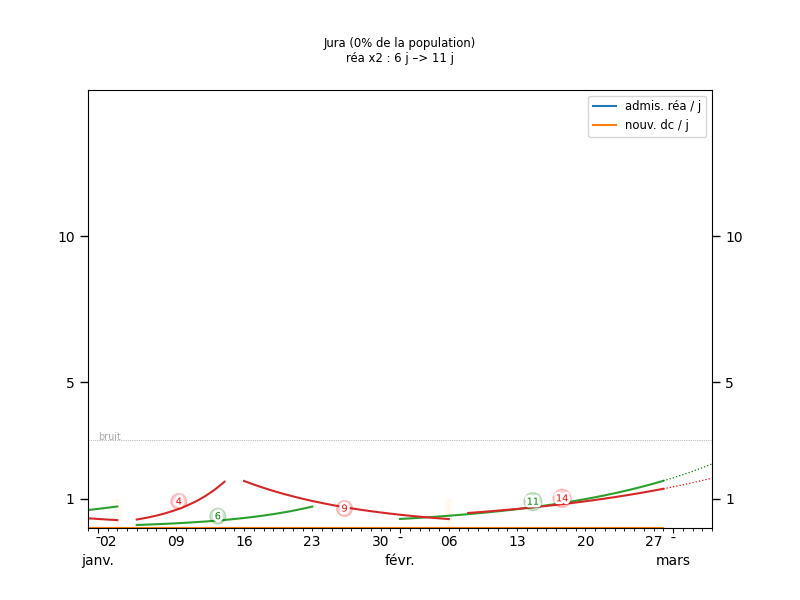 Jura (0% de la population)
réa x2 : 6 j –> 11 j
admis. réa / j
nouv. dc / j
10
10
5
5
bruit
4
6
9
11
14
1
1
02
09
16
23
30
06
13
20
27
janv.
févr.
mars